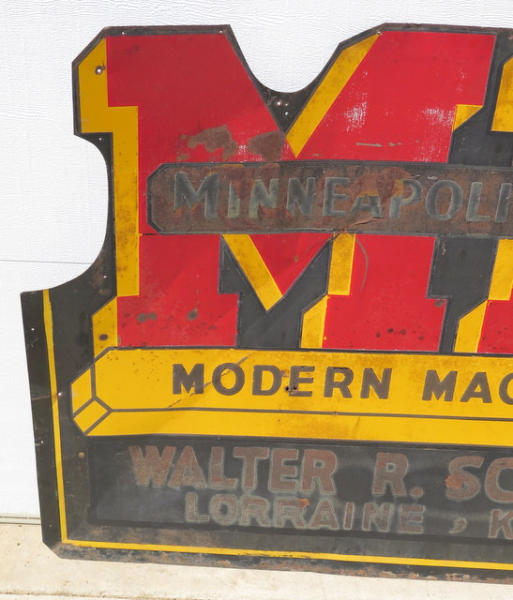 M
MINNEAPOLI
MODERN MAC
WALTER R. SC
LORRAINE, K